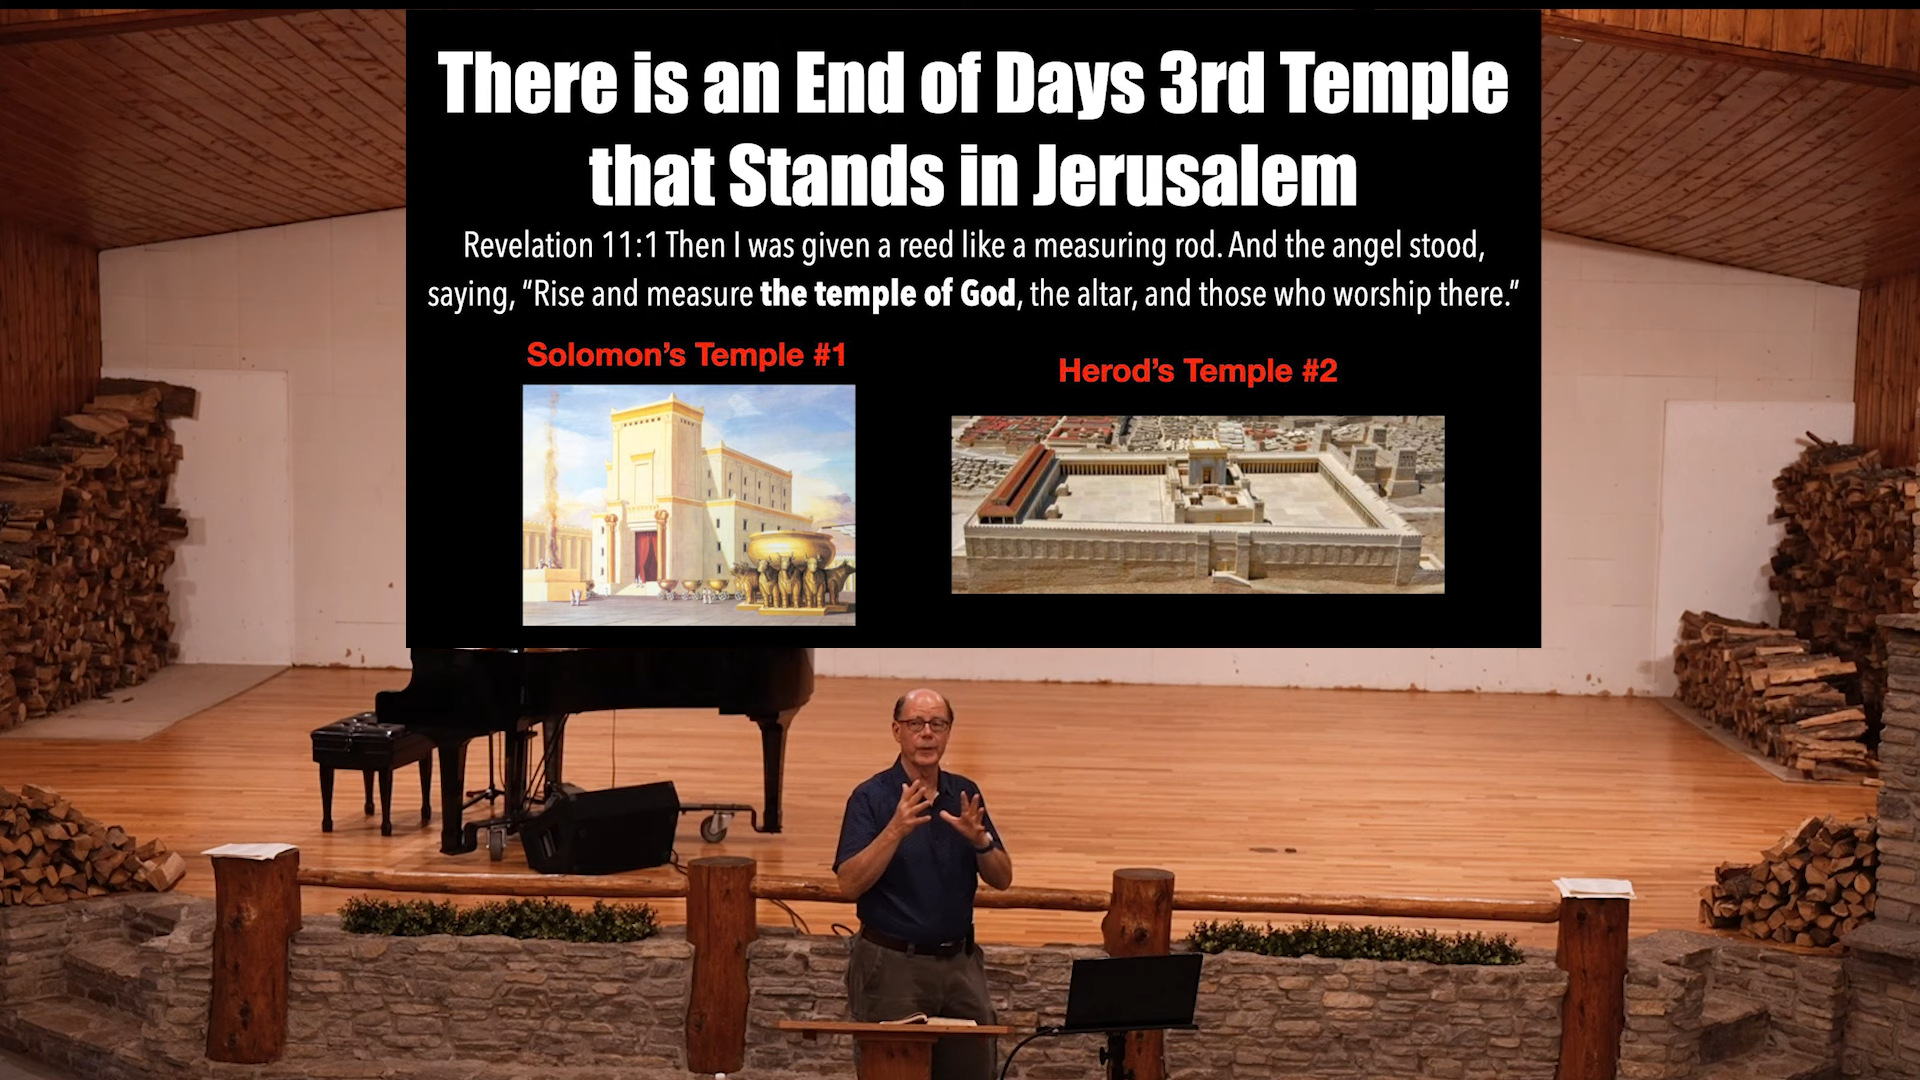 There is an End of Days 3rd Temple
that Stands in Jerusalem
Revelation 11:1 Then I was given a reed like a measuring rod. And the angel stood,
saying, “Rise and measure the temple of God, the altar, and those who worship there.”
Solomon’s Temple #1
Herod’s Temple #2